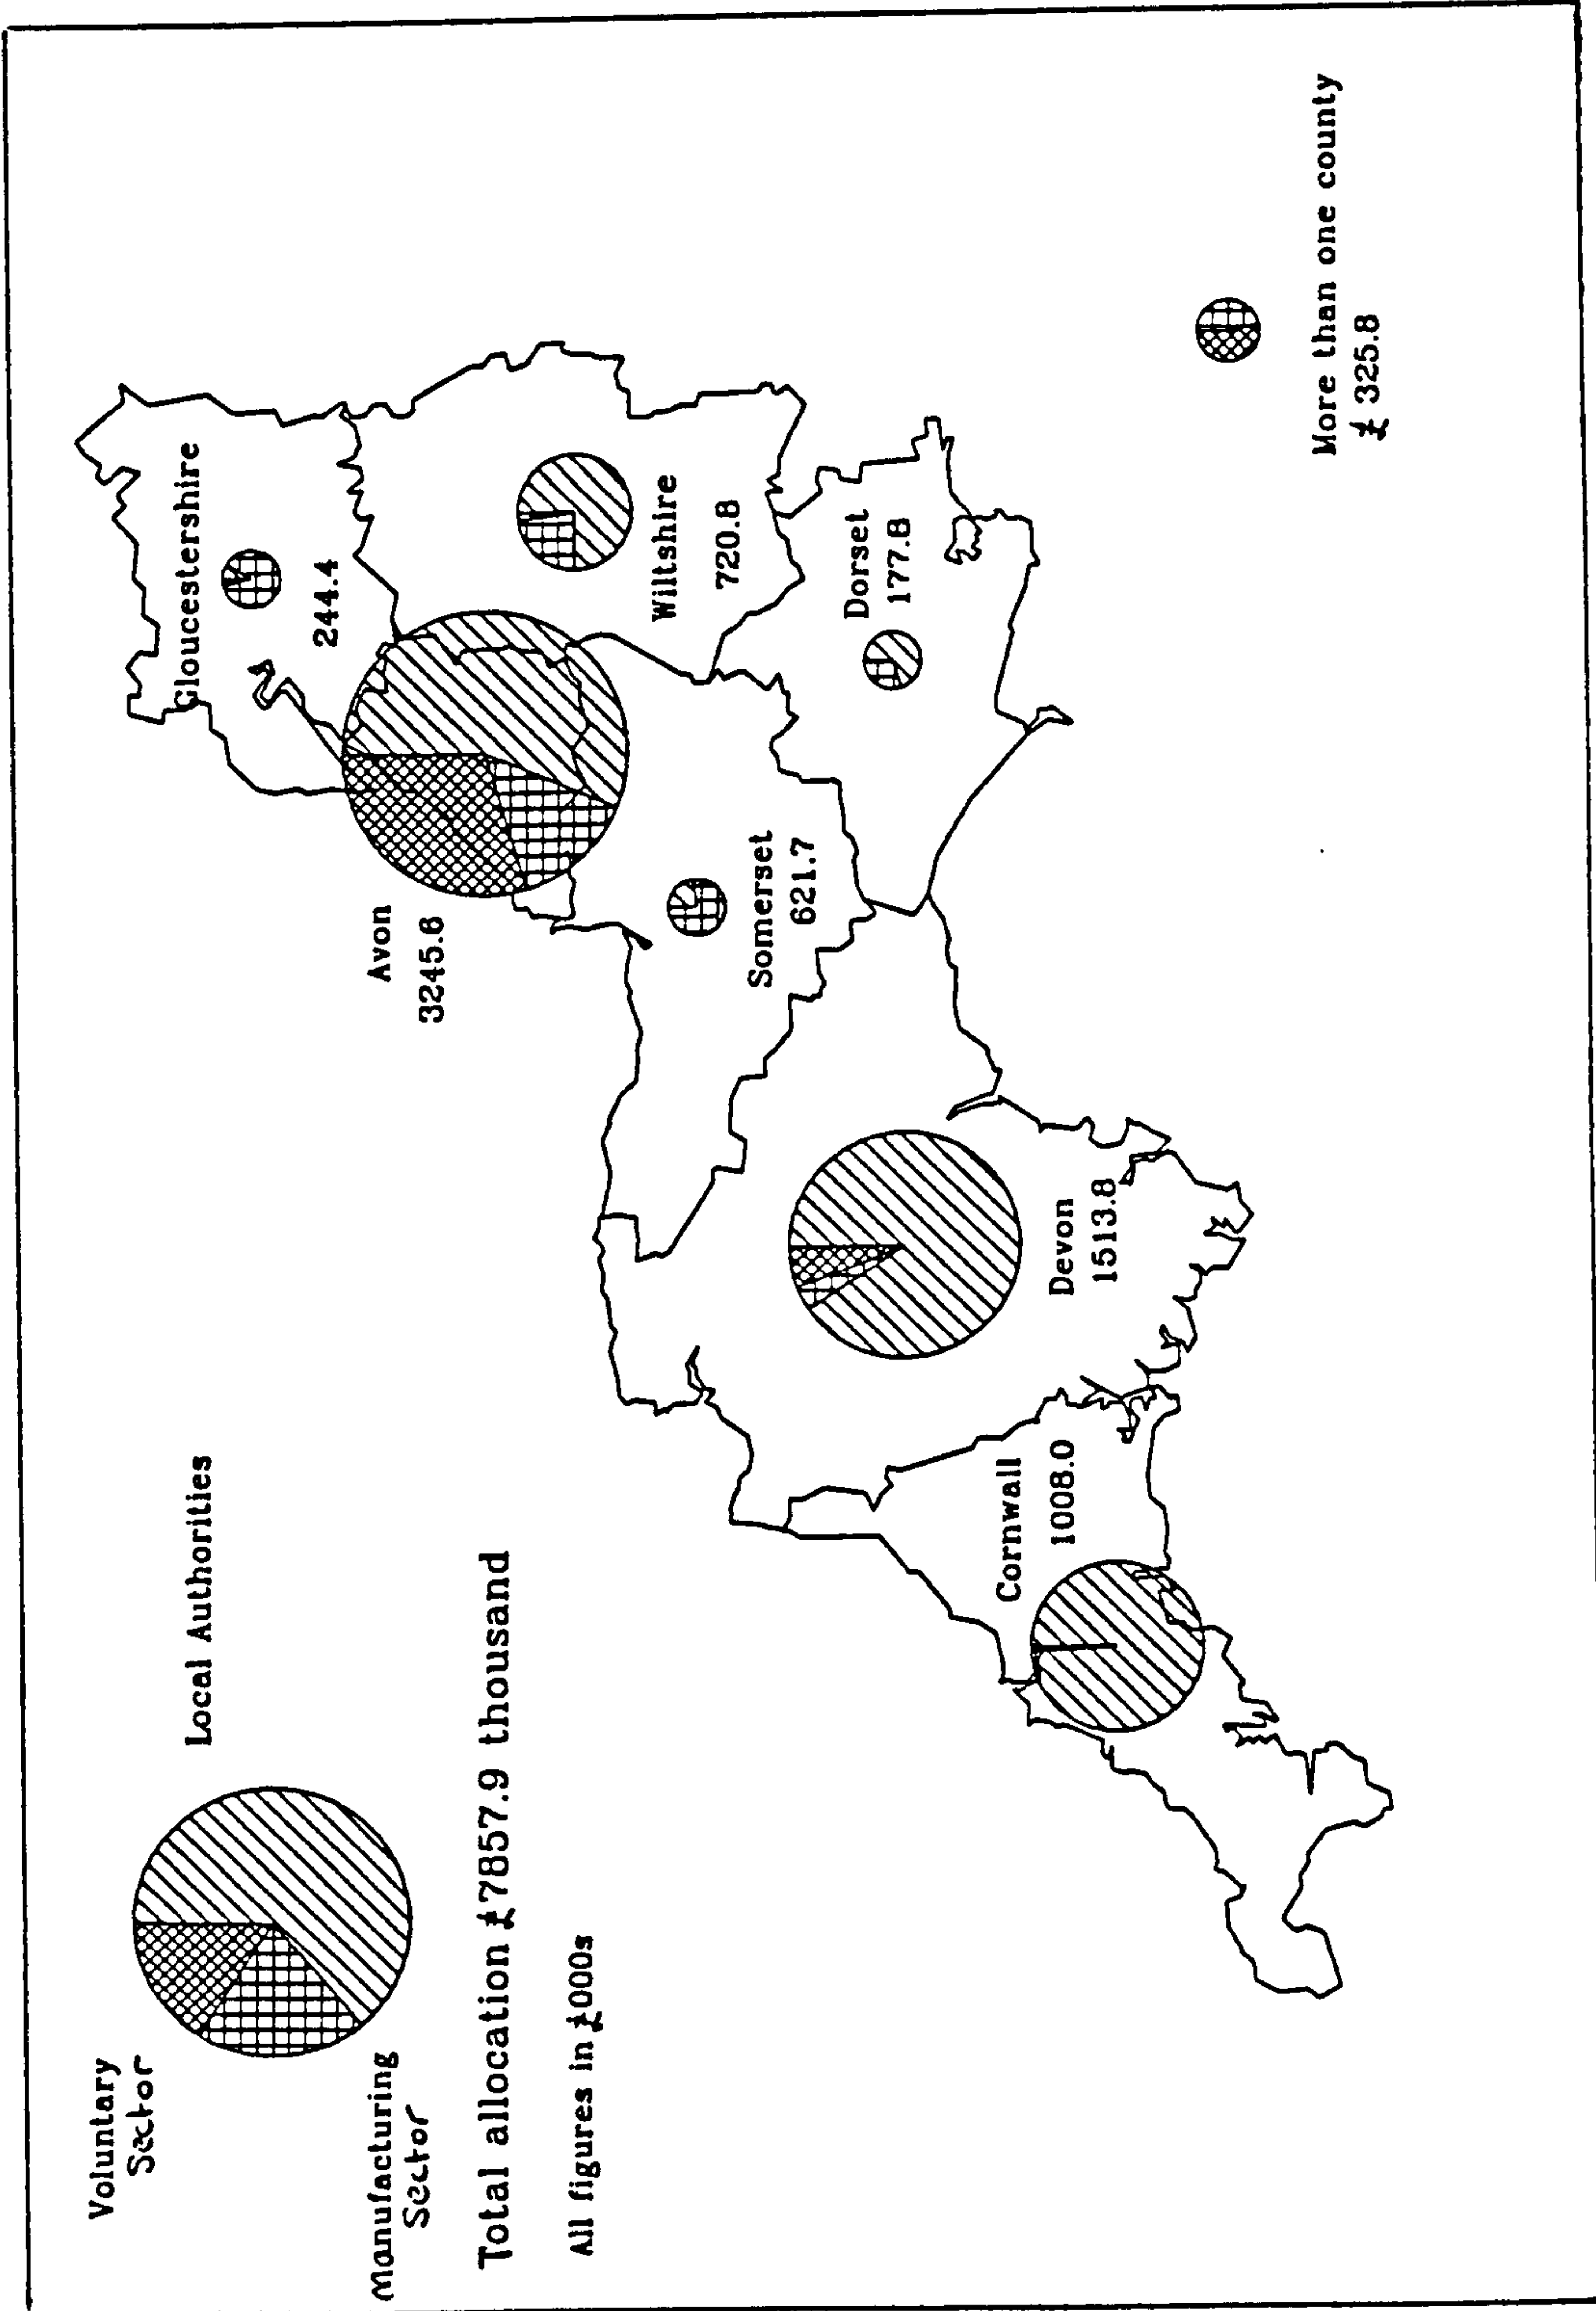 Voluntary
Sector
Local Authorities
Manufacturing
Sector
Total allocation £7857.9 thousand
All figures in £000s
Gloucestershire
244.4
Avon
3245.6
Wiltshire
720.8
Somerset
621.7
Dorset
177.8
Devon
1513.8
Cornwall
1008.0
More than one county
£ 325.8